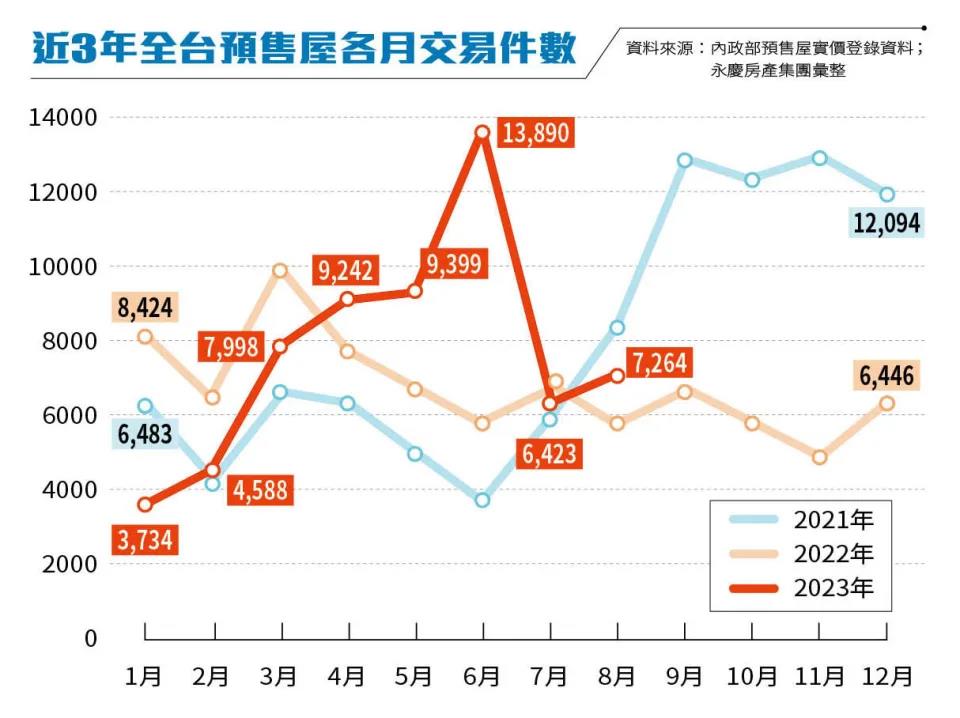 近3年全台預售屋各月交易件數
資料來源：內政部預售屋實價登錄資料；
永慶房產集團彙整
14000
12000
10000
8000
6000
4000
2000
0
13,890
12,094
9,242
9,399
8,424
7,998
7,264
6,446
6,483
6,423
4,588
3,734
2021年
2022年
2023年
1月 2月 3月 4月 5月 6月 7月 8月 9月 10月 11月 12月